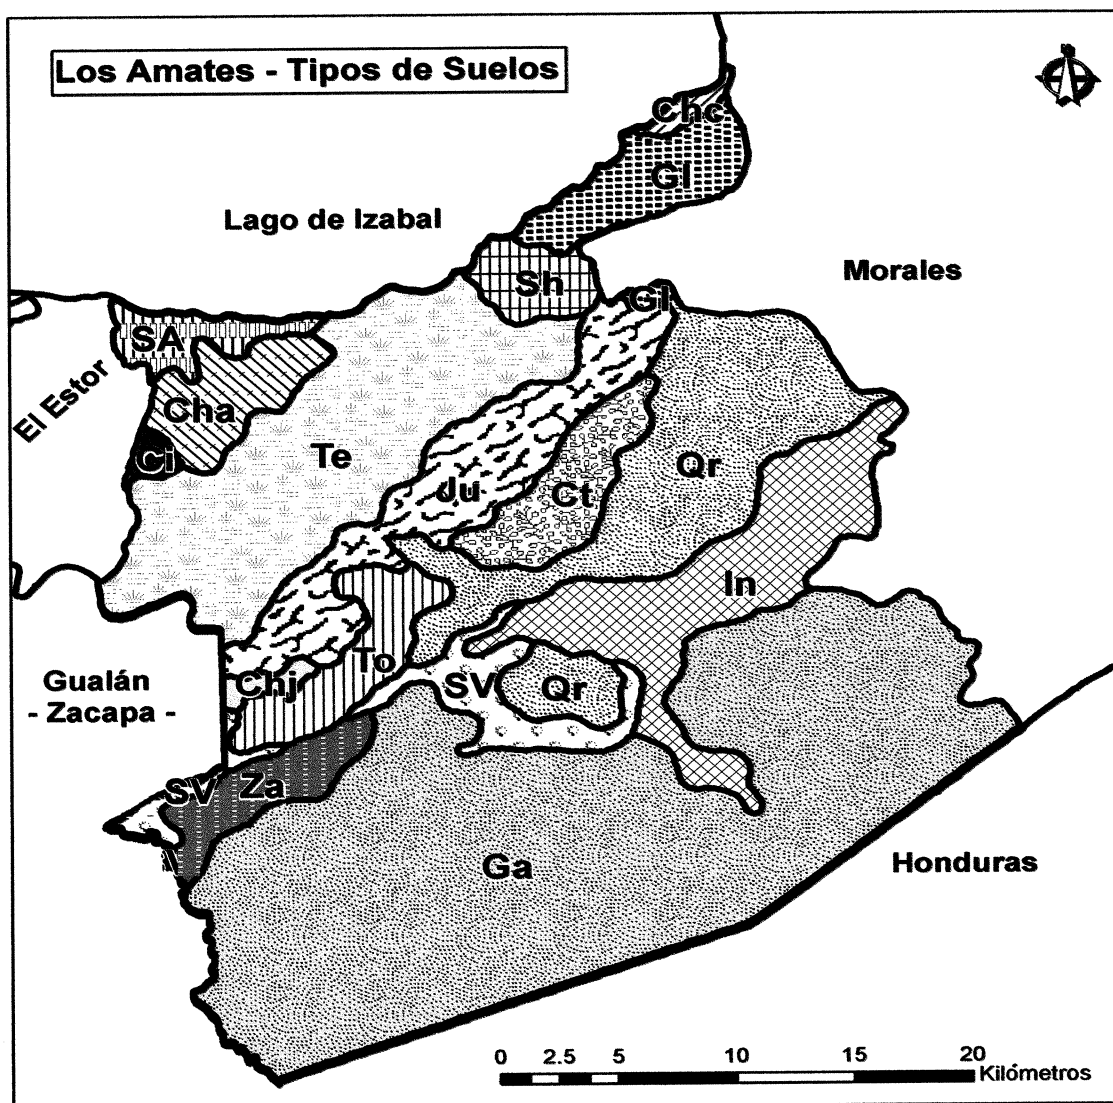 Los Amates - Tipos de Suelos
Chc
Gl
Lago de Izabal
Morales
Sh
Gl
SA
El Estor
Cha
Ci
Te
Qr
Ju
Ct
In
To
Gualán
- Zacapa -
Chj
SV
Qr
SV
Za
Ga
Honduras
0 2.5 5 10 15 20
Kilómetros